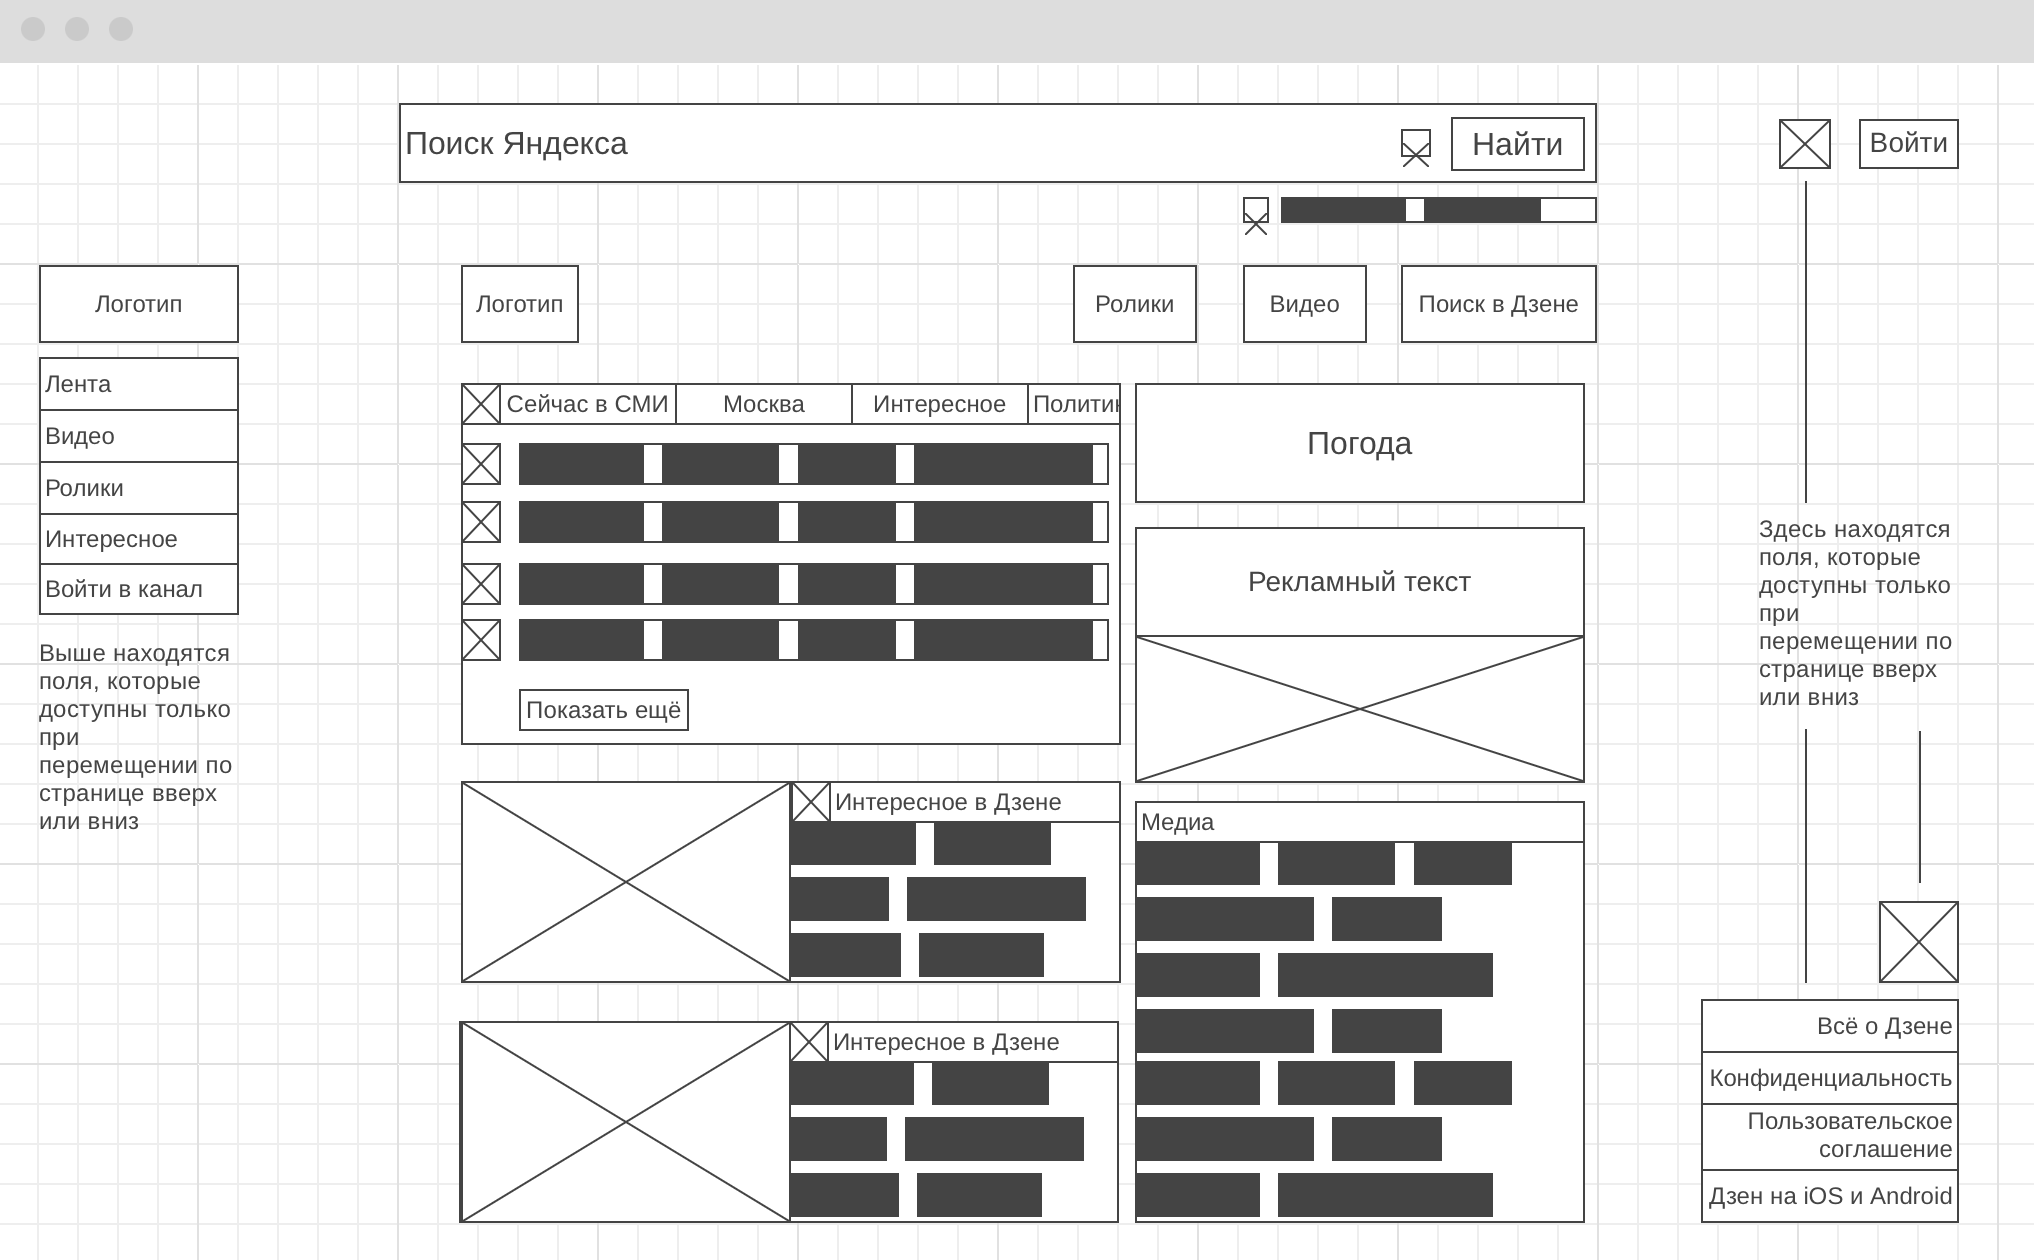 Поиск Яндекса
Найти
Войти
Логотип
Логотип
Ролики
Видео
Поиск в Дзене
Лента
Видео
Ролики
Интересное
Войти в канал
Выше находятся
поля, которые
доступны только
при
перемещении по
странице вверх
или вниз
Сейчас в СМИ
Москва
Интересное
Политик
Показать ещё
Интересное в Дзене
Интересное в Дзене
Погода
Рекламный текст
Медиа
Здесь находятся
поля, которые
доступны только
при
перемещении по
странице вверх
или вниз
Всё о Дзене
Конфиденциальность
Пользовательское
соглашение
Дзен на iOS и Android